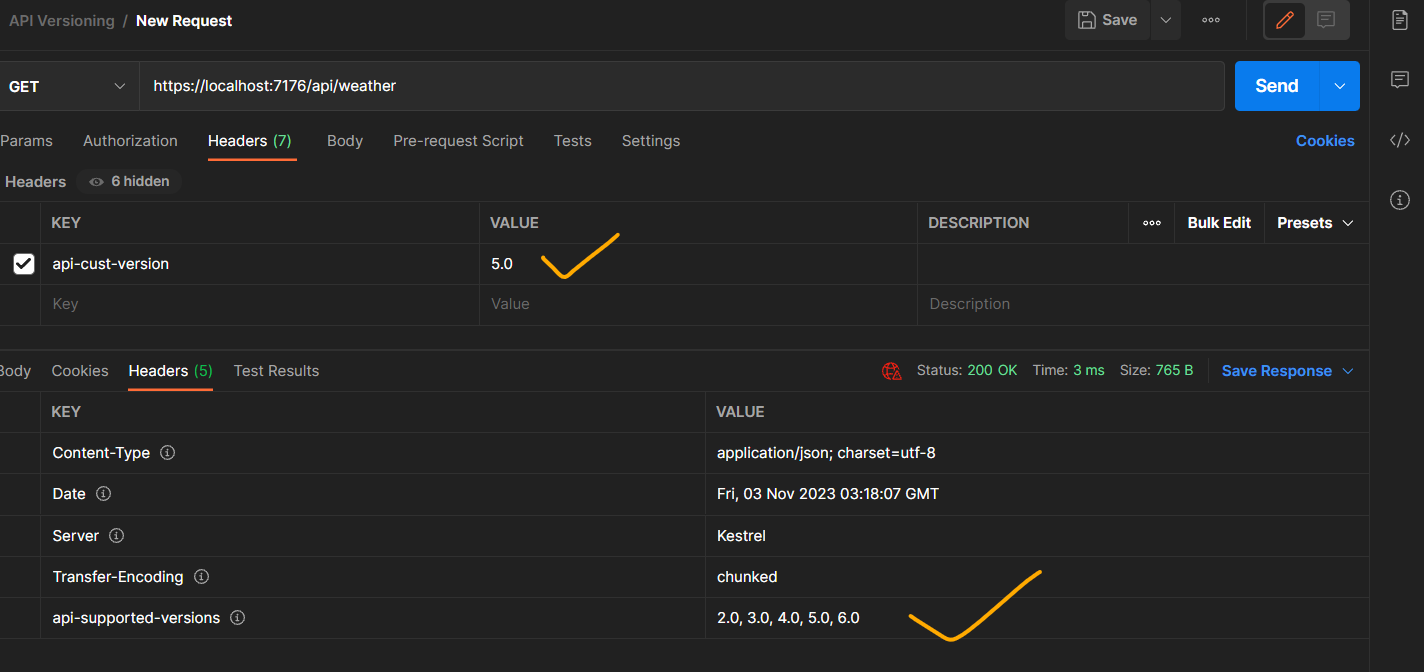 API Versioning / New Request
Save
GET
https://localhost:7176/api/weather
Send
Params Authorization Headers (7) Body Pre-request Script Tests Settings Cookies
Headers 6 hidden
KEY VALUE DESCRIPTION Bulk Edit Presets
api-cust-version 5.0
Key Value Description
Body Cookies Headers (5) Test Results Status: 200 OK Time: 3 ms Size: 765 B Save Response
KEY VALUE
Content-Type application/json; charset=utf-8
Date Fri, 03 Nov 2023 03:18:07 GMT
Server Kestrel
Transfer-Encoding chunked
api-supported-versions 2.0, 3.0, 4.0, 5.0, 6.0